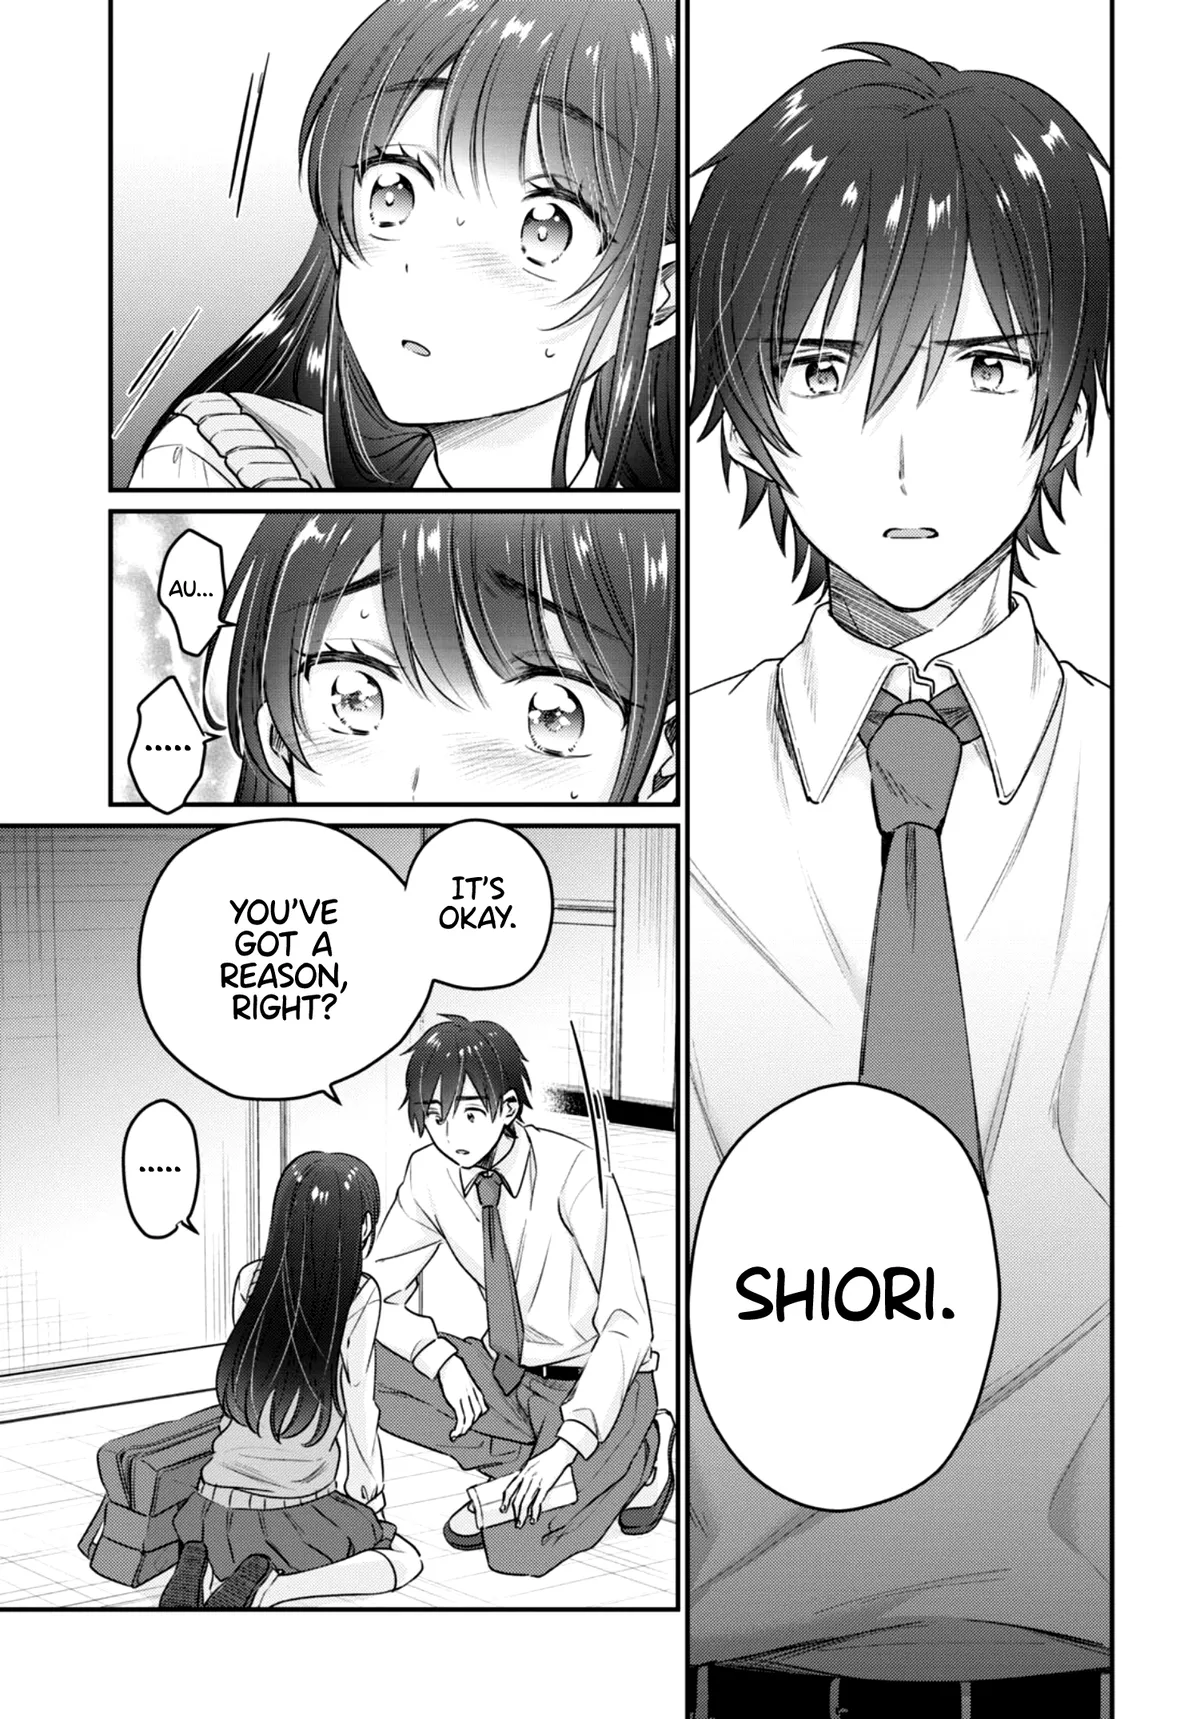 SHIORI.
AU...
.....
IT'S
OKAY.
YOU'VE
GOT A
REASON,
RIGHT?
.....